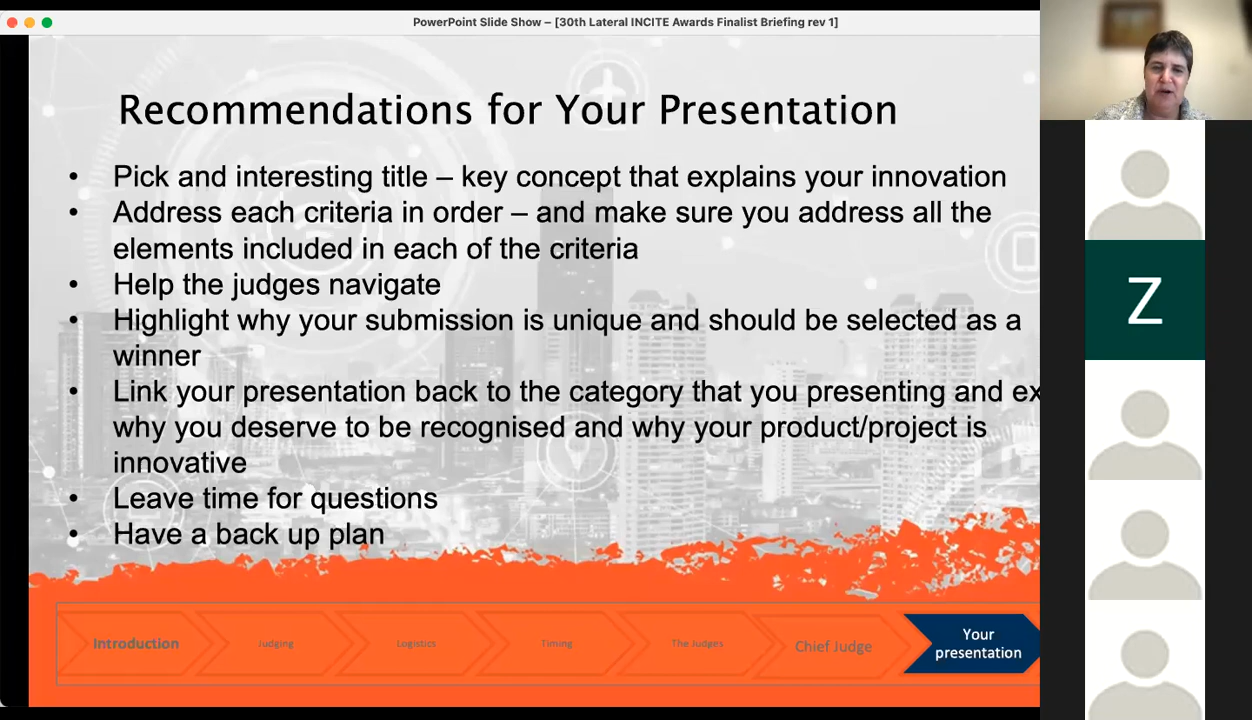 PowerPoint Slide Show – [30th Lateral INCITE Awards Finalist Briefing rev 1]
Recommendations for Your Presentation
• Pick and interesting title – key concept that explains your innovation
• Address each criteria in order – and make sure you address all the
elements included in each of the criteria
• Help the judges navigate
• Highlight why your submission is unique and should be selected as a
winner
• Link your presentation back to the category that you presenting and
why you deserve to be recognised and why your product/project is
innovative
• Leave time for questions
• Have a back up plan
Introduction
Judging
Logistics
Timing
The Judges
Chief Judge
Your
presentation
Z